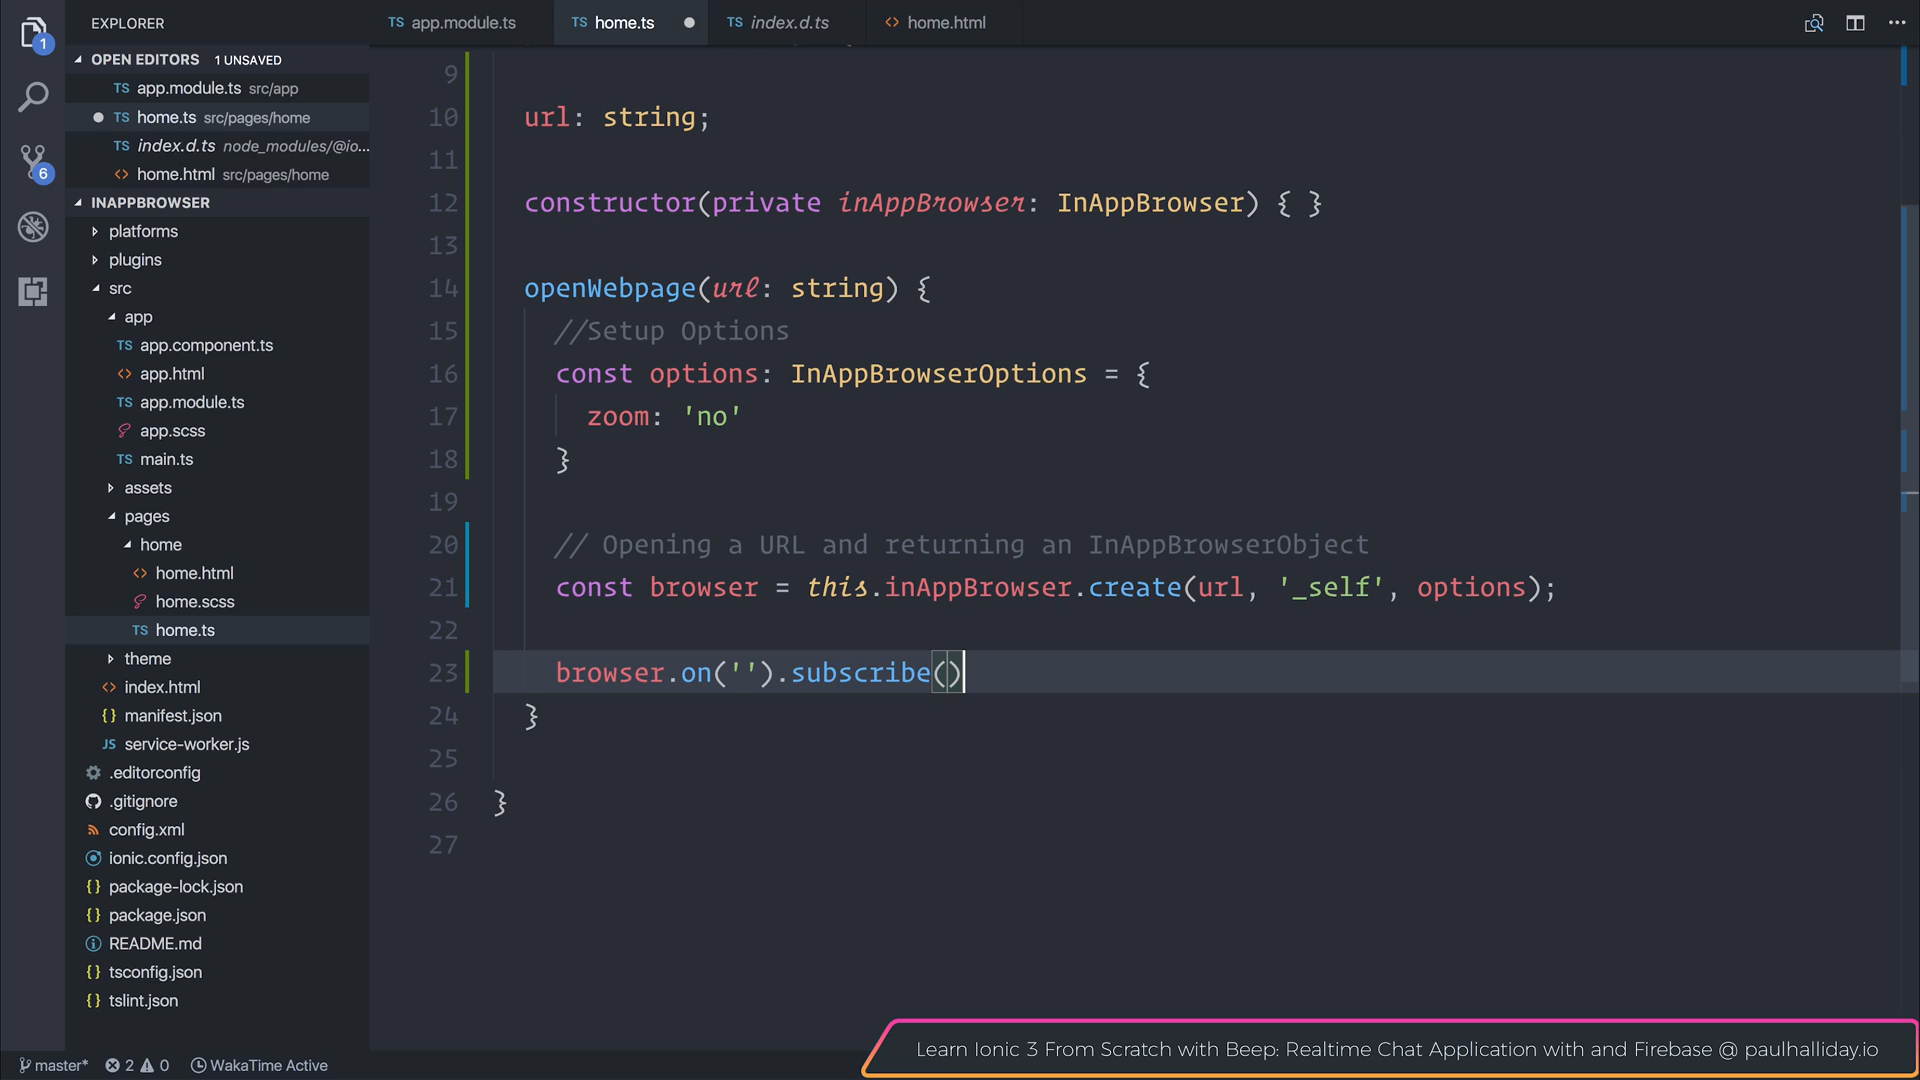 1
EXPLORER
TS app.module.ts
TS home.ts
TS index.d.ts
<> home.html
OPEN EDITORS 1 UNSAVED
TS app.module.ts src/app
TS home.ts src/pages/home
TS index.d.ts node_modules/@io...
<> home.html src/pages/home
6
INAPPBROWSER
platforms
plugins
src
app
TS app.component.ts
<> app.html
TS app.module.ts
app.scss
TS main.ts
assets
pages
home
<> home.html
home.scss
TS home.ts
theme
<> index.html
{} manifest.json
JS service-worker.js
.editorconfig
.gitignore
config.xml
ionic.config.json
{} package-lock.json
{} package.json
README.md
{} tsconfig.json
{} tslint.json
9
10 url: string;
11
12 constructor(private inAppBrowser: InAppBrowser) { }
13
14 openWebpage(url: string) {
15 //Setup Options
16 const options: InAppBrowserOptions = {
17 zoom: 'no'
18 }
19
20 // Opening a URL and returning an InAppBrowserObject
21 const browser = this.inAppBrowser.create(url, '_self', options);
22
23 browser.on('').subscribe()
24 }
25
26 }
27
master* 2 0 WakaTime Active
Learn Ionic 3 From Scratch with Beep: Realtime Chat Application with and Firebase @ paulhalliday.io